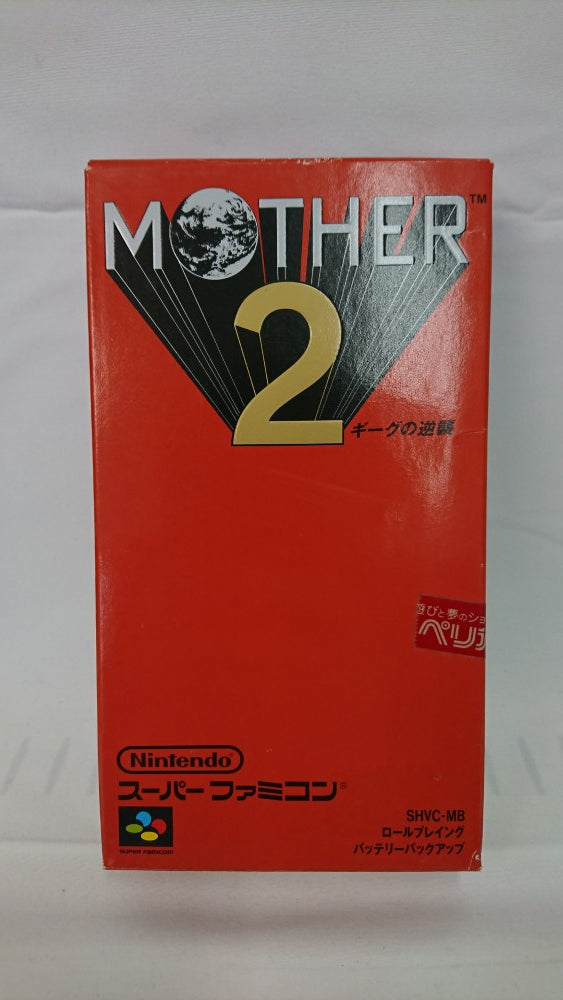 MOTHER™
2
ギーグの逆襲
遊びと夢のショ
ペリ
Nintendo
スーパーファミコン®
SUPER FAMICOM
SHVC-MB
ロールプレイング
バッテリーバックアップ